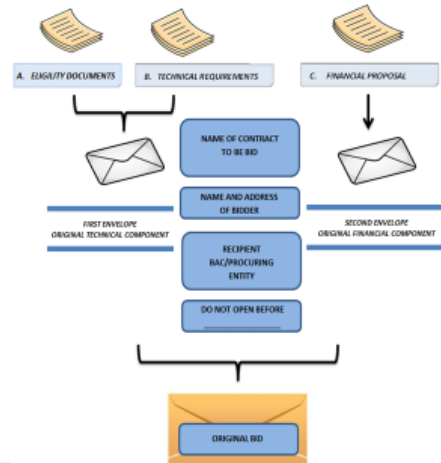 A. ELIGILITY DOCUMENTS
B. TECHNICAL REQUIREMENTS
C. FINANCIAL PROPOSAL
NAME OF CONTRACT
TO BE BID
NAME AND ADDRESS
OF BIDDER
FIRST ENVELOPE
ORIGINAL TECHNICAL COMPONENT
SECOND ENVELOPE
ORIGINAL FINANCIAL COMPONENT
RECIPIENT
BAC/PROCURING
ENTITY
DO NOT OPEN BEFORE
ORIGINAL BID